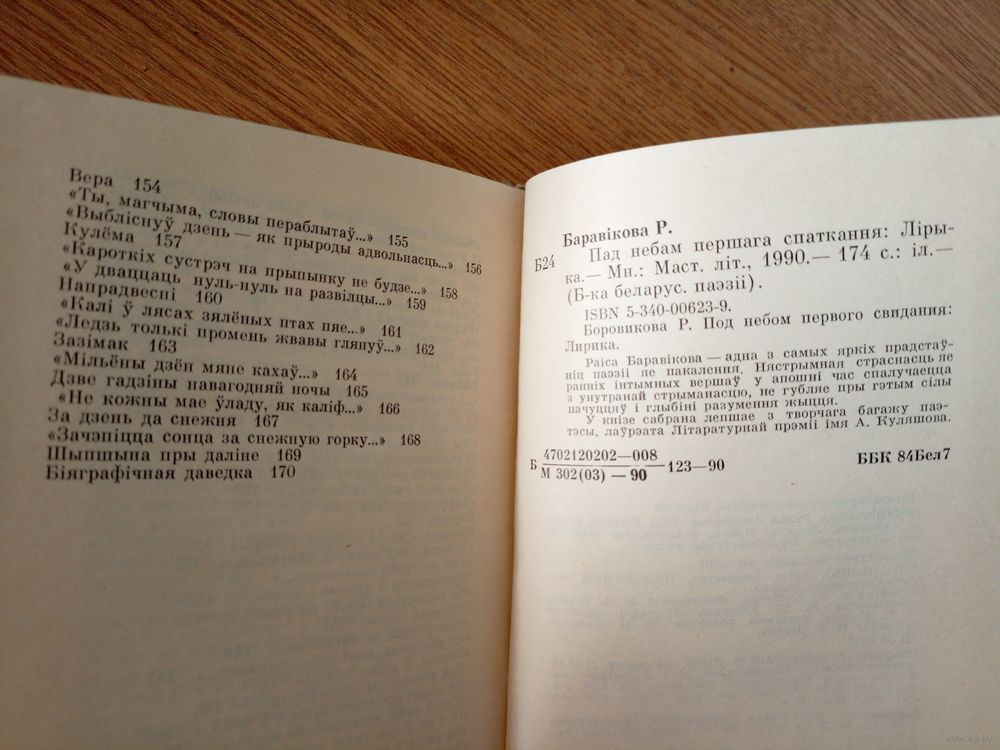 Вера 154
«Ты, магчыма, словы пераблытаў...» 155
«Выбліснуў дзень — як прыроды адвольнасць...» 156
Кулёма 157
«Кароткіх сустрэч на прыпынку не будзе...» 158
«У дваццаць нуль-нуль на развілцы...» 159
Напрадвесні 160
«Калі ў лясах зялёных птах пяе...» 161
«Ледзь толькі промень жвавы глянуў...» 162
Зазімак 163
«Мільёны дзён мяне кахаў...» 164
Дзве гадзіны навагодняй ночы 165
«Не кожны мае ўладу, як каліф...» 166
За дзень да снежня 167
«Зачэпіцца сонца за снежную горку...» 168
Шыпшына пры даліне 169
Біяграфічная даведка 170
Баравікова Р.
Б24 Пад небам першага спаткання:Ліры-
ка.— Мн.: Маст. літ., 1990.— 174 с.: іл.—
(Б-ка беларус. паэзіі).
ISBN 5-340-00623-9.
Боровикова Р. Под небом первого свидания:
Лирика.
Раіса Баравікова — адна з самых яркіх прадстаў-
ніц паэзіі яе пакалення. Нястрымная страснасць яе
ранніх інтымных вершаў у апошні час спалучаецца
з унутранай стрыманасцю, не губляе пры гэтым сілы
пачуццяў і глыбіні разумення жыцця.
У кнізе сабрана лепшае з творчага багажу паэ-
тэсы, лаўрэата Літаратурнай прэміі імя А. Куляшова.
Б 4702120202—008
М 302(03) — 90 — 123—90 ББК 84Бел7
www.ay.by